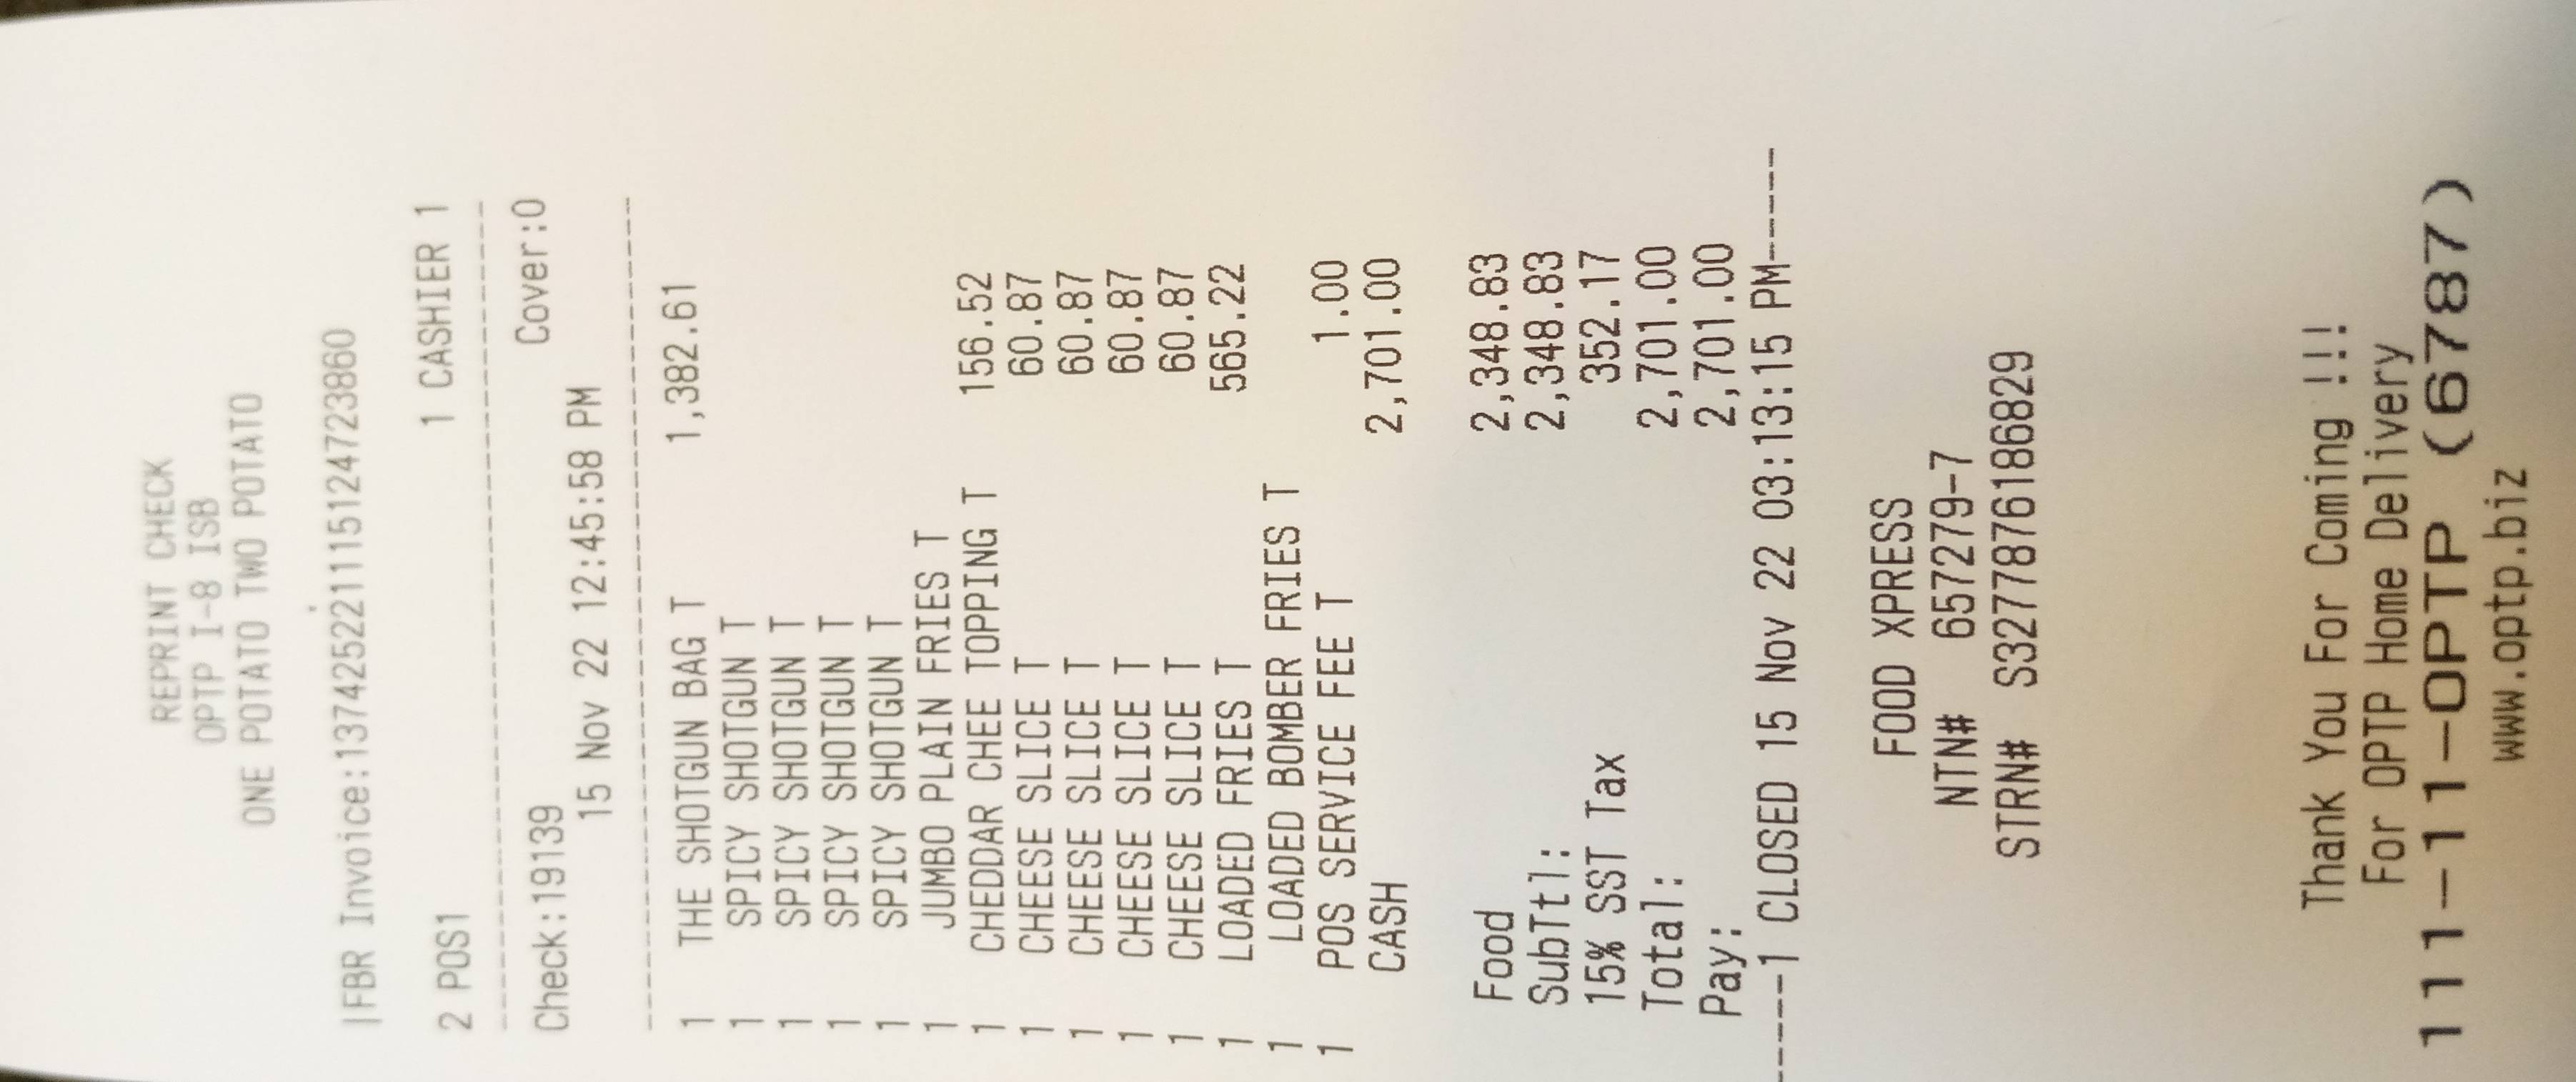 REPRINT CHECK
OPTP I-8 ISB
ONE POTATO TWO POTATO
|FBR Invoice:137425221115124723860
2 POS1 1 CASHIER 1
--------------------------------
Check:19139 Cover:0
15 Nov 22 12:45:58 PM
--------------------------------
1 THE SHOTGUN BAG T 1,382.61
1 SPICY SHOTGUN T
1 SPICY SHOTGUN T
1 SPICY SHOTGUN T
1 SPICY SHOTGUN T
1 JUMBO PLAIN FRIES T
1 CHEDDAR CHEE TOPPING T 156.52
1 CHEESE SLICE T 60.87
1 CHEESE SLICE T 60.87
1 CHEESE SLICE T 60.87
1 CHEESE SLICE T 60.87
1 LOADED FRIES T 565.22
1 LOADED BOMBER FRIES T
1 POS SERVICE FEE T 1.00
CASH 2,701.00
Food 2,348.83
SubTtl: 2,348.83
15% SST Tax 352.17
Total: 2,701.00
Pay: 2,701.00
-----1 CLOSED 15 Nov 22 03:13:15 PM-----
FOOD XPRESS
NTN# 657279-7
STRN# S3277876186829
Thank You For Coming !!!
For OPTP Home Delivery
111-11-OPTP (6787)
www.optp.biz